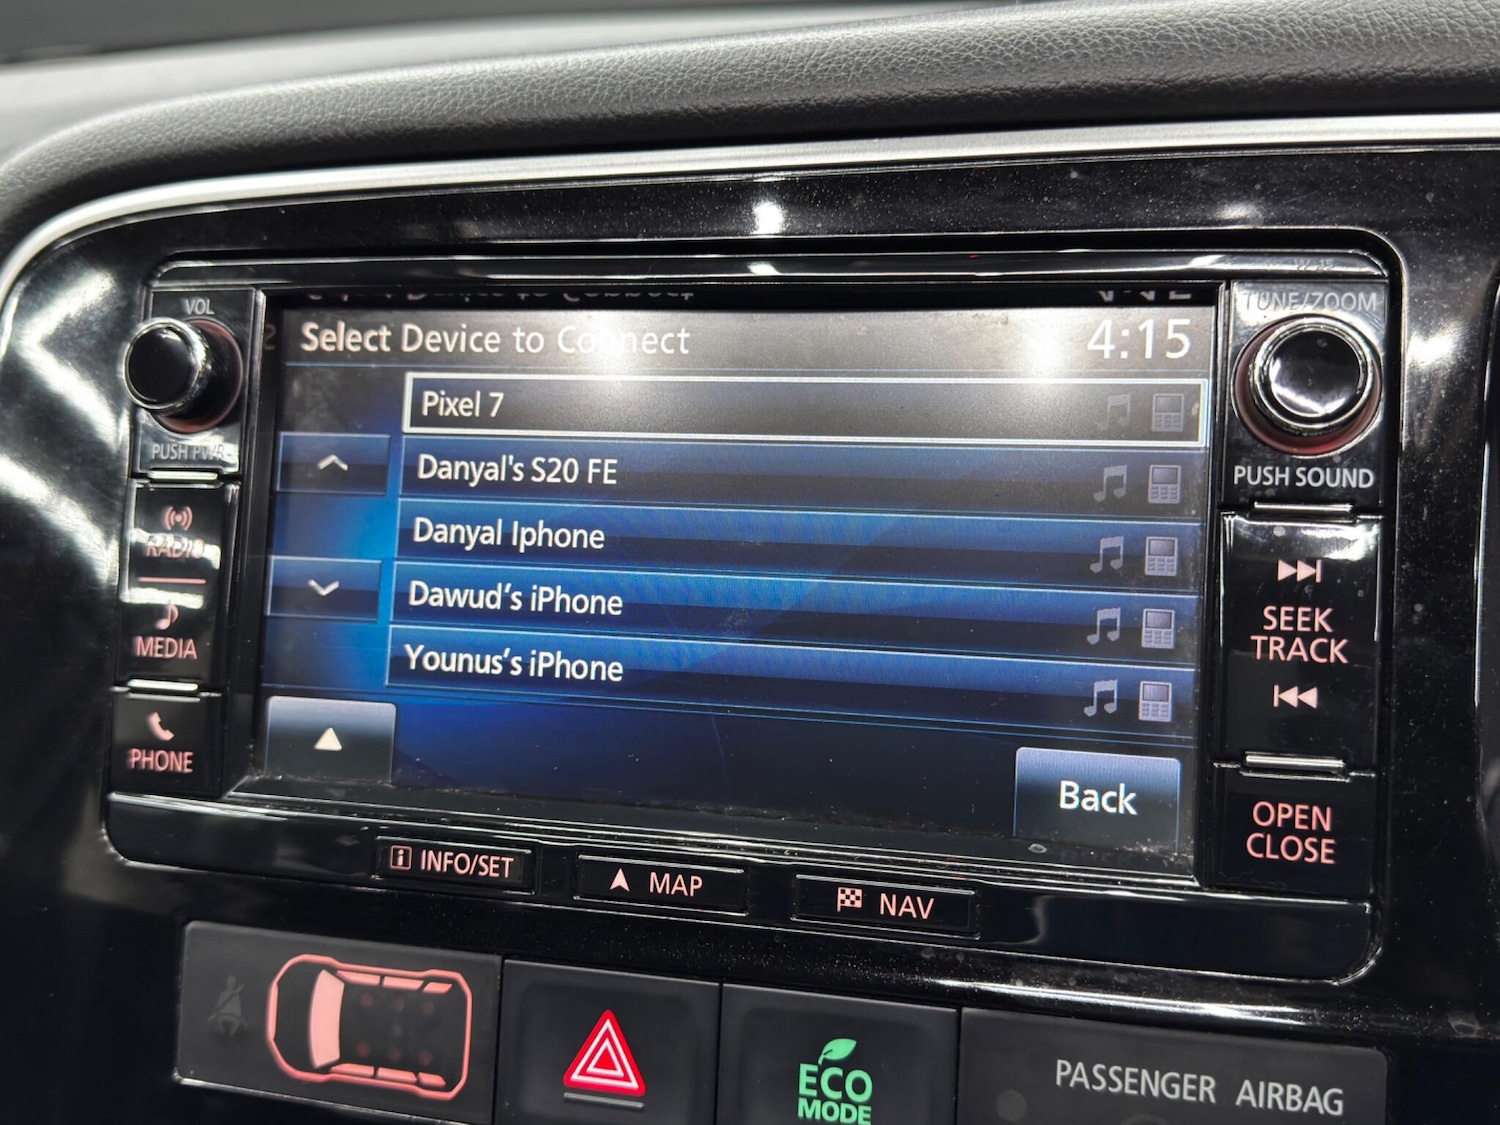 VOL
PUSH PWR
RADIO
MEDIA
PHONE
Select Device to Connect
4:15
Pixel 7
Danyal's S20 FE
Danyal Iphone
Dawud's iPhone
Younus's iPhone
Back
TUNE/ZOOM
PUSH SOUND
SEEK
TRACK
OPEN
CLOSE
INFO/SET
MAP
NAV
ECO
MODE
PASSENGER AIRBAG